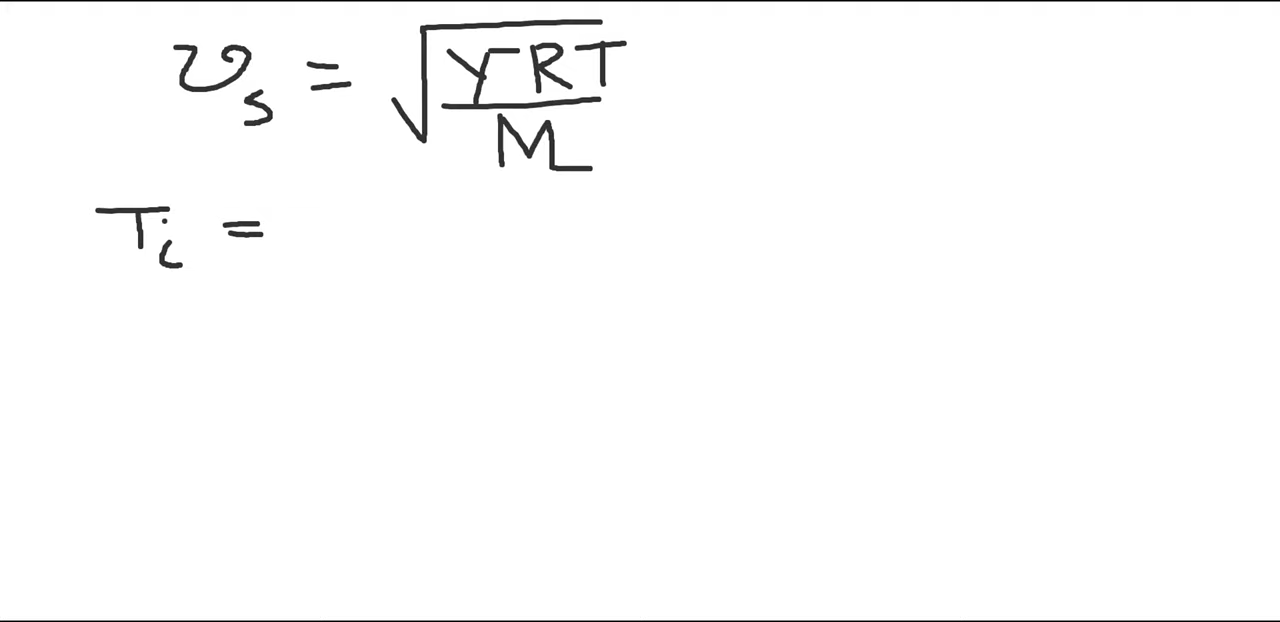 v_s = √(γRT/M)
T_i =